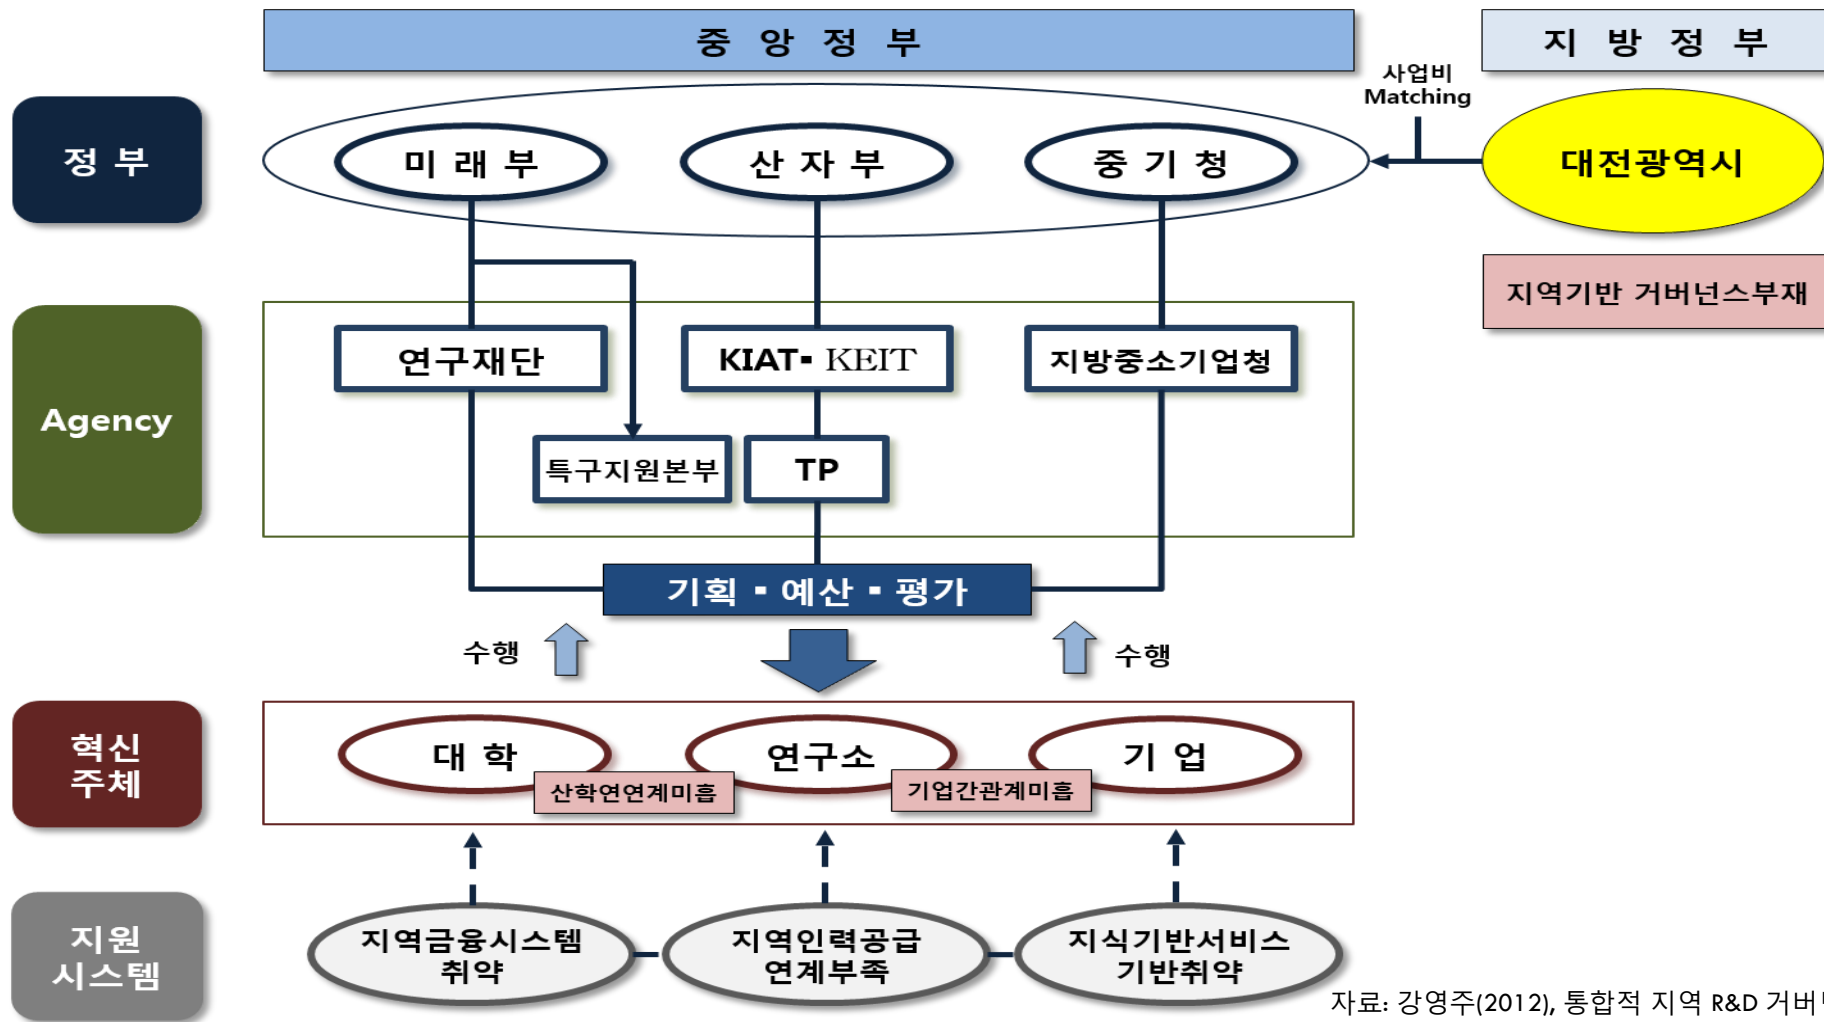 중 앙 정 부
지 방 정 부
사업비
Matching
정 부
미 래 부
산 자 부
중 기 청
대전광역시
지역기반 거버넌스부재
Agency
연구재단
KIAT▪ KEIT
지방중소기업청
특구지원본부
TP
기획 ▪ 예산 ▪ 평가
수행
수행
혁신
주체
대 학
연구소
기 업
산학연연계미흡
기업간관계미흡
지원
시스템
지역금융시스템
취약
지역인력공급
연계부족
지식기반서비스
기반취약
자료: 강영주(2012), 통합적 지역 R&D 거버